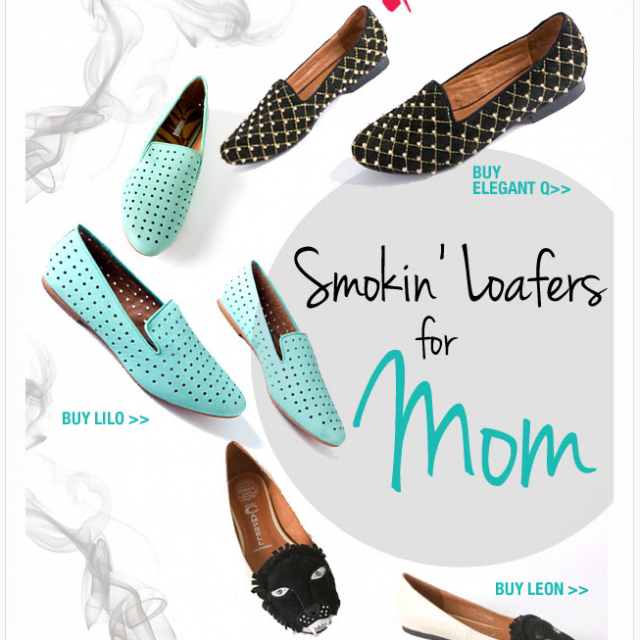 BUY
ELEGANT Q>>
Smokin' Loafers
for
Mom
BUY LILO >>
BUY LEON >>